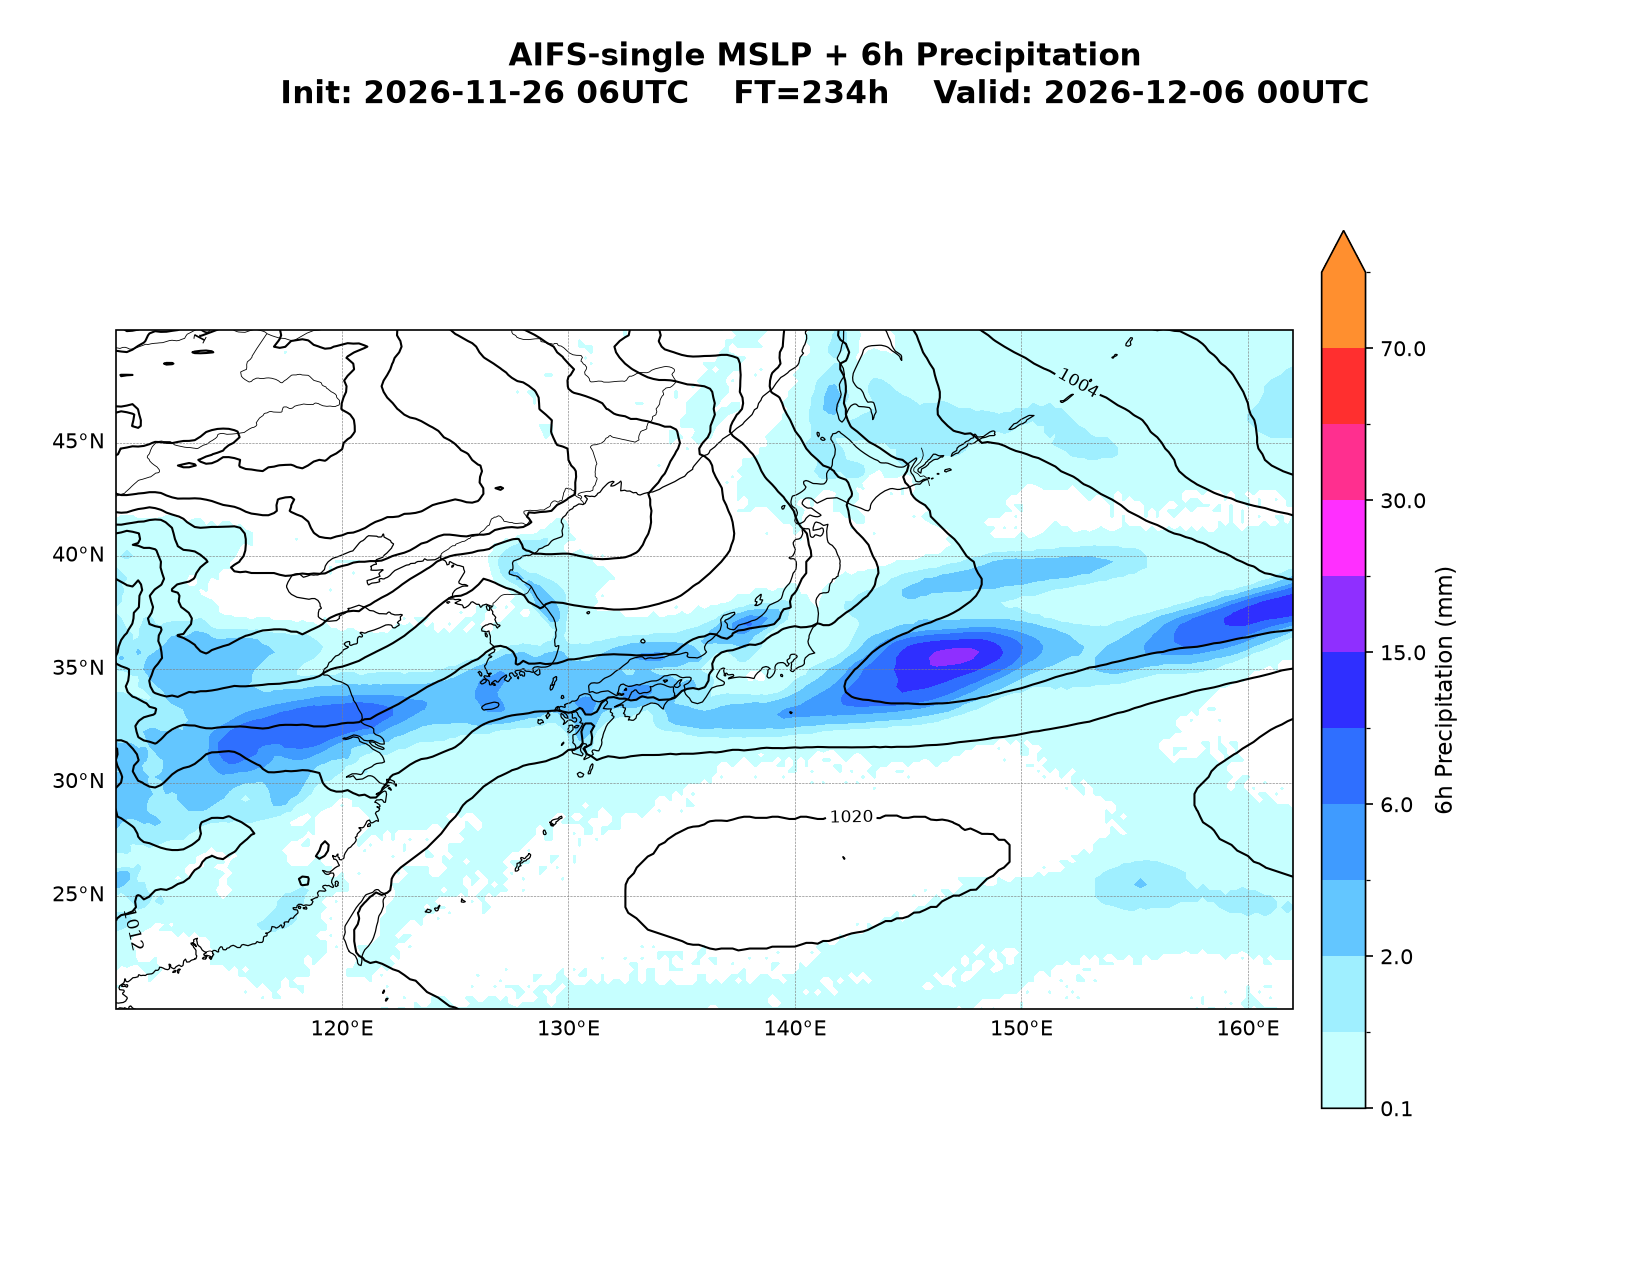 AIFS-single MSLP + 6h Precipitation
Init: 2026-11-26 06UTC    FT=234h    Valid: 2026-12-06 00UTC
70.0
1004
45°N
30.0
40°N
6h Precipitation (mm)
35°N
15.0
30°N
6.0
1020
25°N
1012
2.0
120°E
130°E
140°E
150°E
160°E
0.1